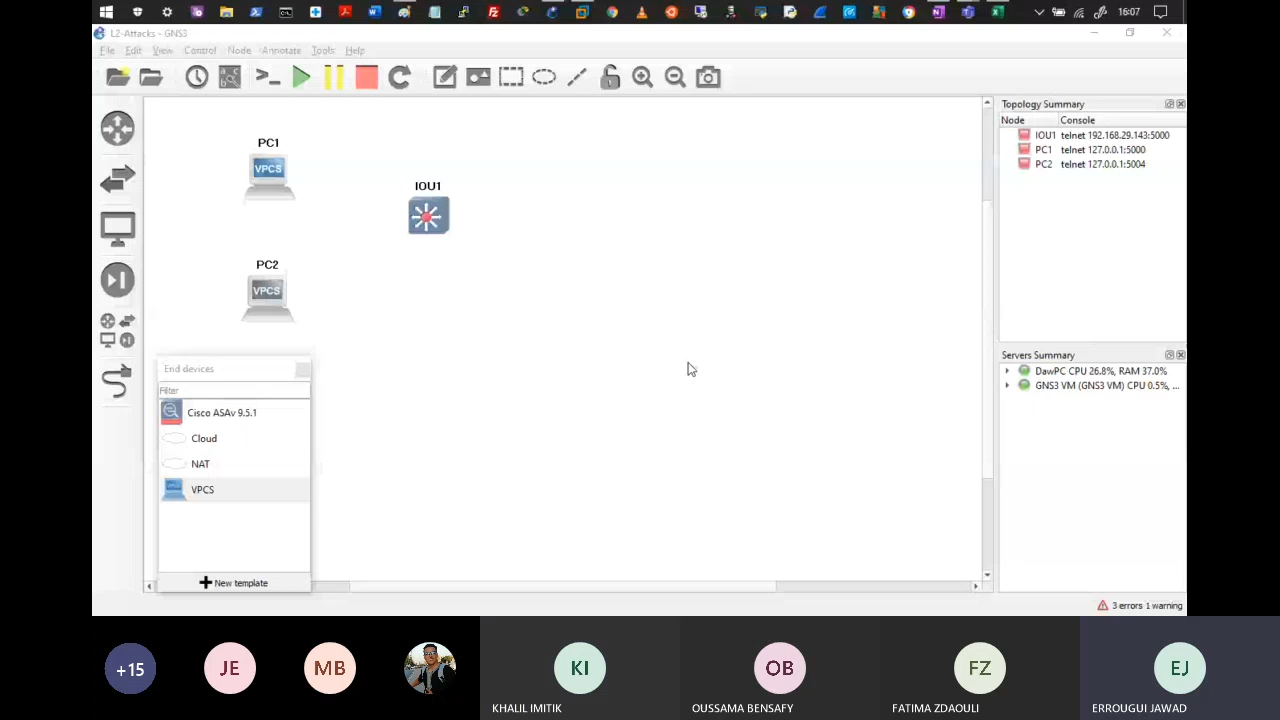 16:07
L2-Attacks - GNS3
File Edit View Control Node Annotate Tools Help
Topology Summary
Node Console
IOU1 telnet 192.168.29.143:5000
PC1 telnet 127.0.0.1:5000
PC2 telnet 127.0.0.1:5004
PC1
VPCS
IOU1
PC2
VPCS
Servers Summary
DawPC CPU 26.8%, RAM 37.0%
GNS3 VM (GNS3 VM) CPU 0.5%, ...
End devices
Filter
Cisco ASAv 9.5.1
Cloud
NAT
VPCS
New template
3 errors 1 warning
+15
JE
MB
KI
OB
FZ
EJ
KHALIL IMITIK
OUSSAMA BENSAFY
FATIMA ZDAOULI
ERROUGUI JAWAD